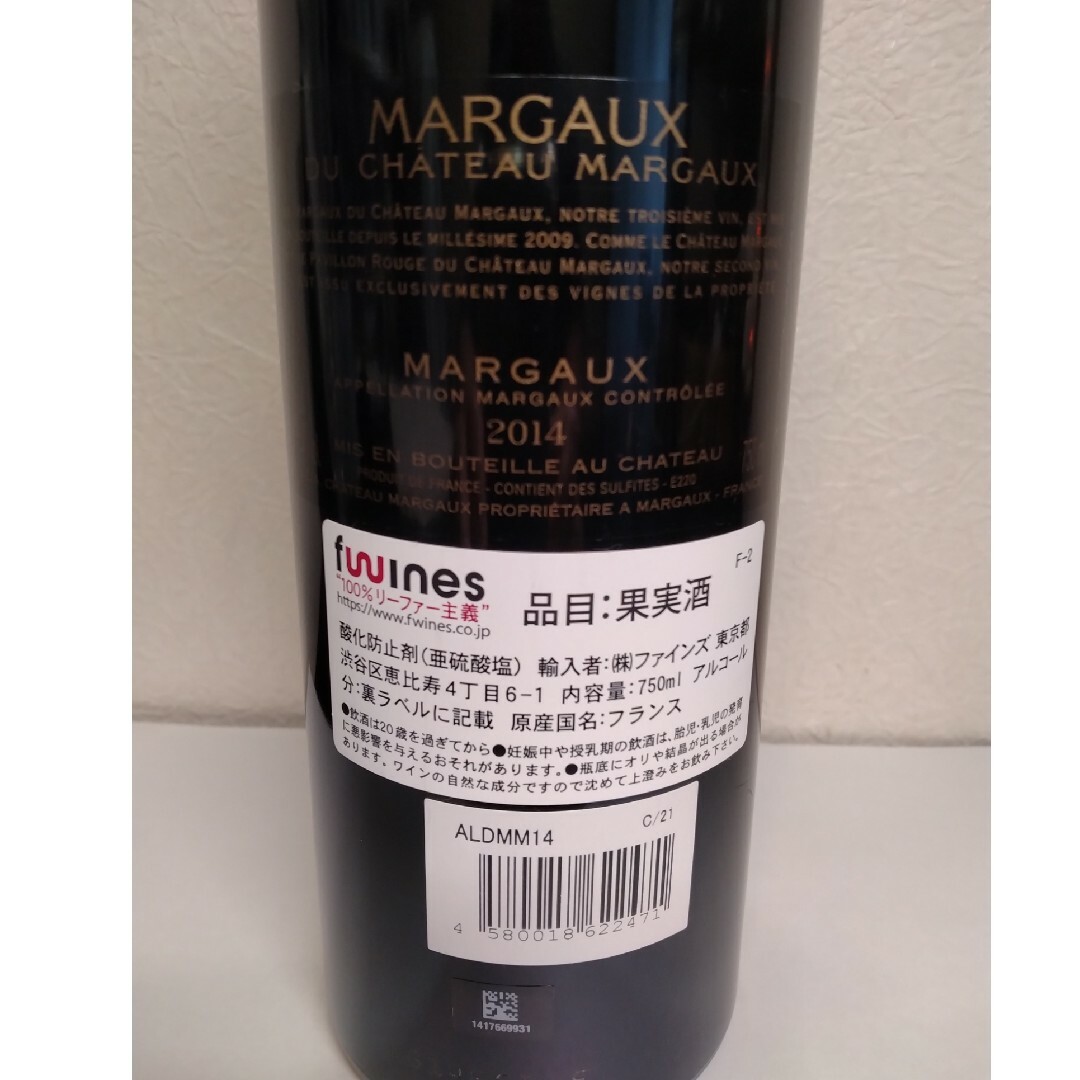 MARGAUX
DU CHÂTEAU MARGAUX
DU CHÂTEAU MARGAUX, NOTRE TROISIÈME VIN, EST
DEPUIS LE MILLÉSIME 2009. COMME LE CHÂTEAU
ROUGE DU CHÂTEAU MARGAUX, NOTRE SECOND
EXCLUSIVEMENT DES VIGNES DE LA PROPRIÉTÉ
MARGAUX
APPELLATION MARGAUX CONTRÔLÉE
2014
MIS EN BOUTEILLE AU CHATEAU
PRODUIT DE FRANCE - CONTIENT DES SULFITES - E220
CHÂTEAU MARGAUX PROPRIÉTAIRE A MARGAUX - FRANCE
fwines
F-2
"100%リーファー主義"
https://www.fwines.co.jp
品目:果実酒
酸化防止剤(亜硫酸塩) 輸入者:㈱ファインズ 東京都
渋谷区恵比寿4丁目6-1 内容量:750ml アルコール
分:裏ラベルに記載 原産国名:フランス
●飲酒は20歳を過ぎてから●妊娠中や授乳期の飲酒は、胎児・乳児の発育
に悪影響を与えるおそれがあります。●瓶底にオリや結晶が出る場合が
あります。ワインの自然な成分ですので沈めて上澄みをお飲み下さい。
ALDMM14
C/21
4 580018 622471
1417669931